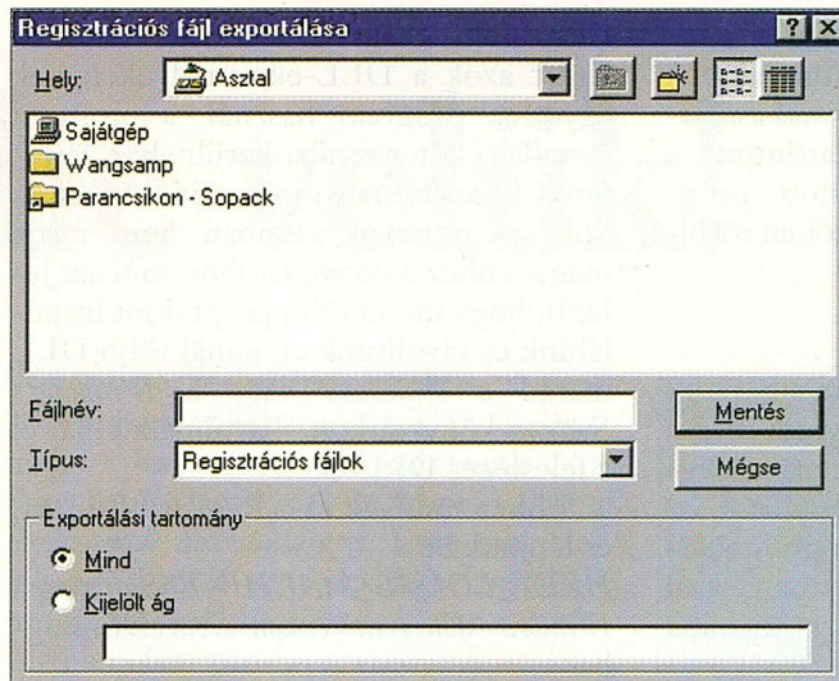 Regisztrációs fájl exportálása
Hely: Asztal
Sajátgép
Wangsamp
Parancsikon - Sopack
Fájlnév:
Mentés
Típus: Regisztrációs fájlok
Mégse
Exportálási tartomány
Mind
Kijelölt ág